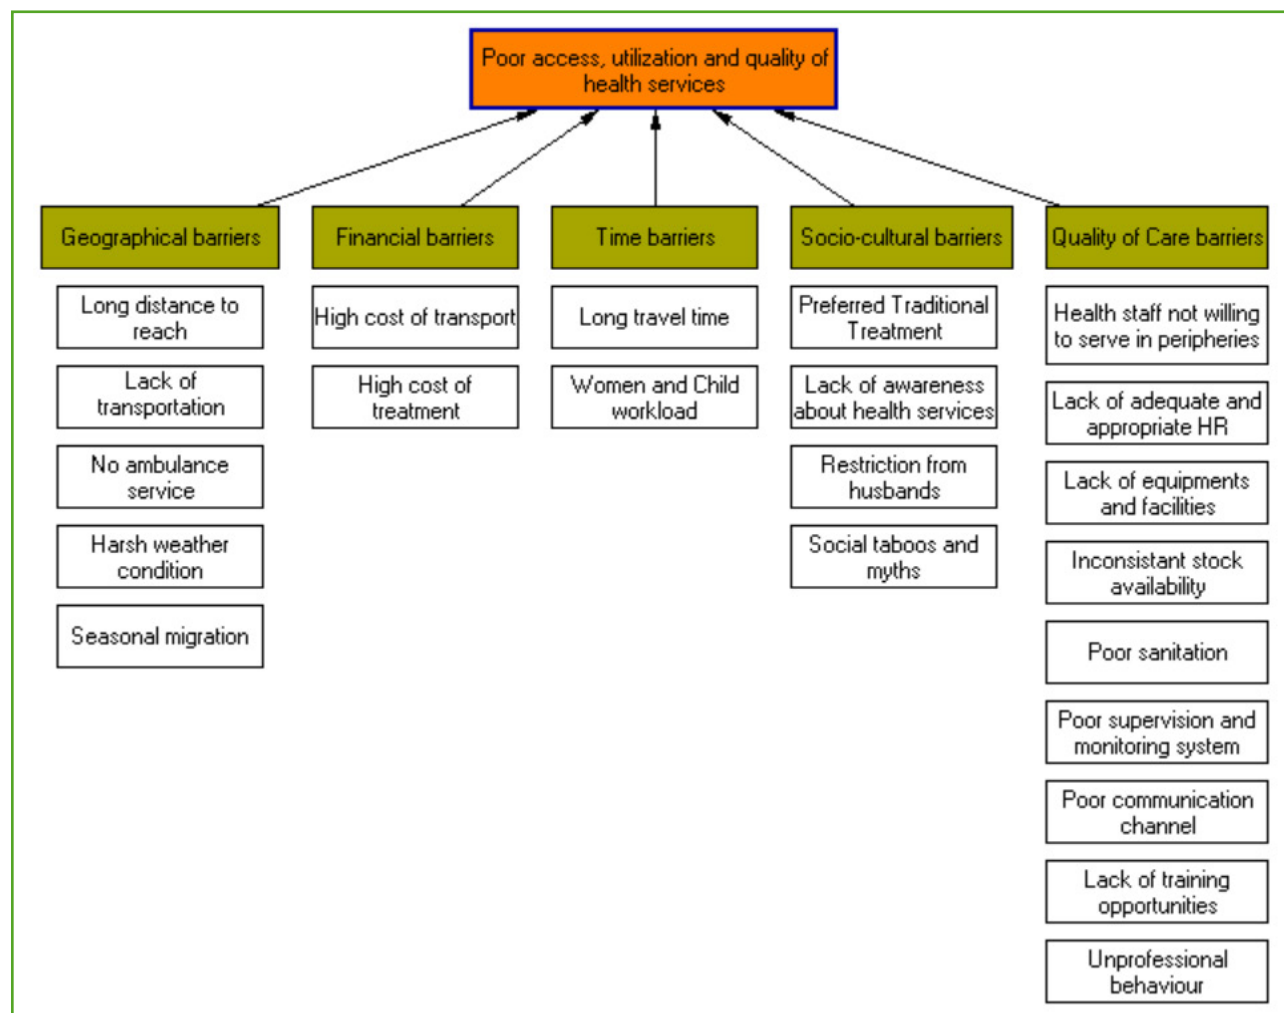 Poor access, utilization and quality of
health services
Geographical barriers
Long distance to
reach
Lack of
transportation
No ambulance
service
Harsh weather
condition
Seasonal migration
Financial barriers
High cost of transport
High cost of
treatment
Time barriers
Long travel time
Women and Child
workload
Socio-cultural barriers
Preferred Traditional
Treatment
Lack of awareness
about health services
Restriction from
husbands
Social taboos and
myths
Quality of Care barriers
Health staff not willing
to serve in peripheries
Lack of adequate and
appropriate HR
Lack of equipments
and facilities
Inconsistant stock
availability
Poor sanitation
Poor supervision and
monitoring system
Poor communication
channel
Lack of training
opportunities
Unprofessional
behaviour